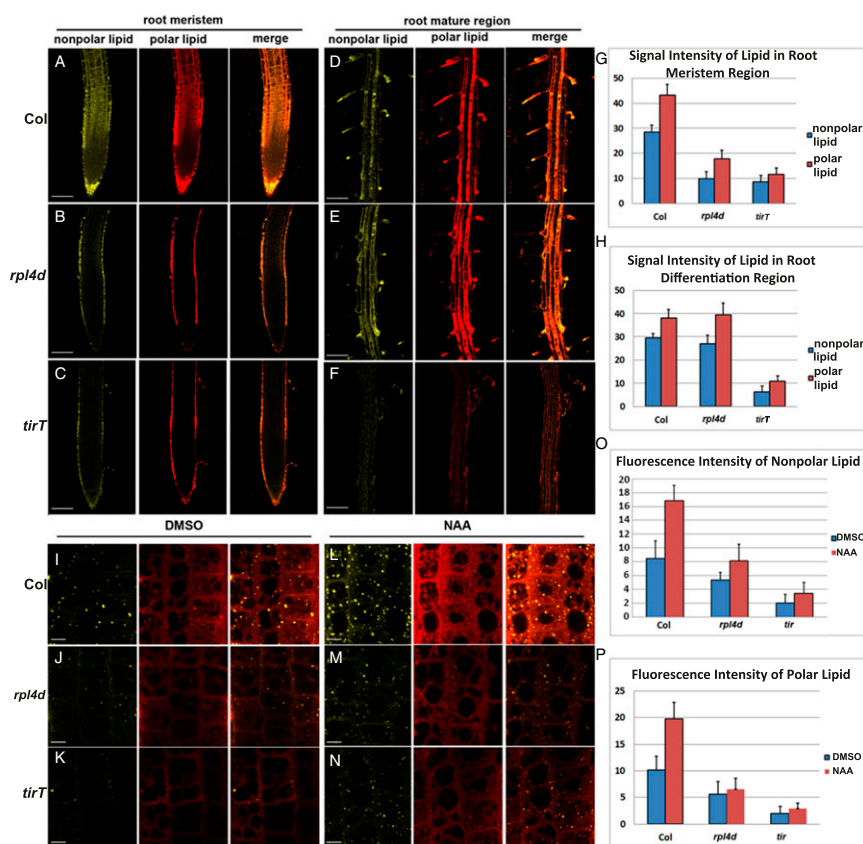 root meristem
nonpolar lipid polar lipid merge
root mature region
nonpolar lipid polar lipid merge
Col
rpl4d
tirT
A
B
C
D
E
F
G
Signal Intensity of Lipid in Root
Meristem Region
50
40
30
20
10
0
Col rpl4d tirT
nonpolar
lipid
polar
lipid
H
Signal Intensity of Lipid in Root
Differentiation Region
50
40
30
20
10
0
Col rpl4d tirT
nonpolar
lipid
polar
lipid
DMSO
NAA
Col
rpl4d
tirT
I
J
K
L
M
N
O
Fluorescence Intensity of Nonpolar Lipid
20
18
16
14
12
10
8
6
4
2
0
Col rpl4d tir
DMSO
NAA
P
Fluorescence Intensity of Polar Lipid
25
20
15
10
5
0
Col rpl4d tir
DMSO
NAA